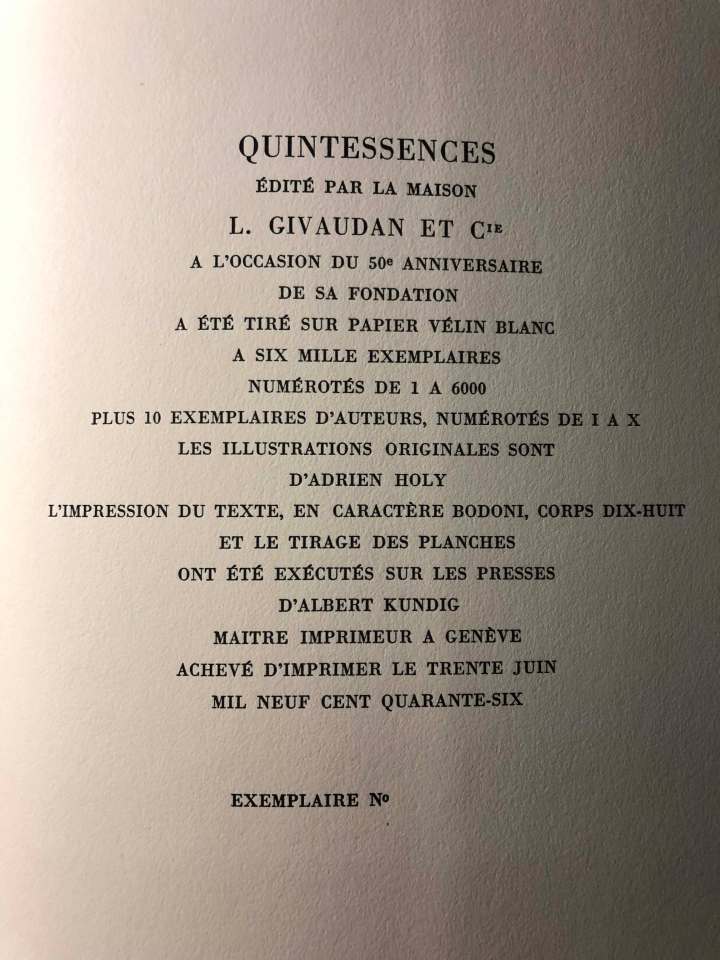 QUINTESSENCES
ÉDITÉ PAR LA MAISON
L. GIVAUDAN ET CIE
A L'OCCASION DU 50e ANNIVERSAIRE
DE SA FONDATION
A ÉTÉ TIRÉ SUR PAPIER VÉLIN BLANC
A SIX MILLE EXEMPLAIRES
NUMÉROTÉS DE 1 A 6000
PLUS 10 EXEMPLAIRES D'AUTEURS, NUMÉROTÉS DE I A X
LES ILLUSTRATIONS ORIGINALES SONT
D'ADRIEN HOLY
L'IMPRESSION DU TEXTE, EN CARACTÈRE BODONI, CORPS DIX-HUIT
ET LE TIRAGE DES PLANCHES
ONT ÉTÉ EXÉCUTÉS SUR LES PRESSES
D'ALBERT KUNDIG
MAITRE IMPRIMEUR A GENÈVE
ACHEVÉ D'IMPRIMER LE TRENTE JUIN
MIL NEUF CENT QUARANTE-SIX
EXEMPLAIRE Nº